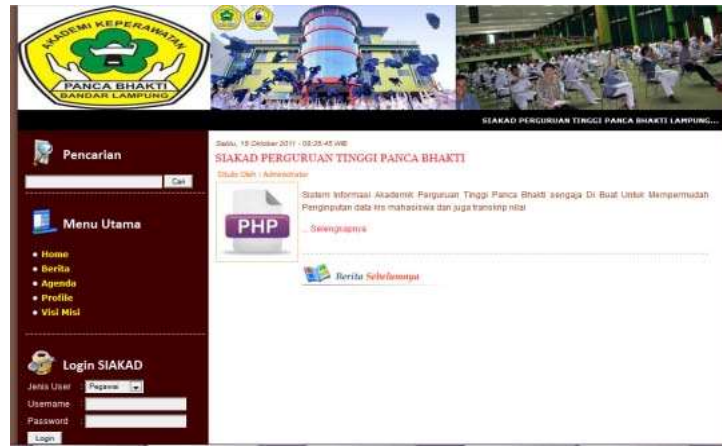 AKADEMI KEPERAWATAN
PANCA BHAKTI
BANDAR LAMPUNG
SIAKAD PERGURUAN TINGGI PANCA BHAKTI LAMPUNG...
Pencarian
Cari
Menu Utama
Home
Berita
Agenda
Profile
Visi Misi
Login SIAKAD
Jenis User : Pegawai
Username :
Password :
Login
Sabtu, 15 Oktober 2011 - 08:26:45 WIB
SIAKAD PERGURUAN TINGGI PANCA BHAKTI
Ditulis Oleh : Administrator
PHP
Sistem Informasi Akademik Perguruan Tinggi Panca Bhakti sengaja Di Buat Untuk Mempermudah
Penginputan data krs mahasiswa dan juga transkrip nilai
... Selengkapnya
Berita Sebelumnya